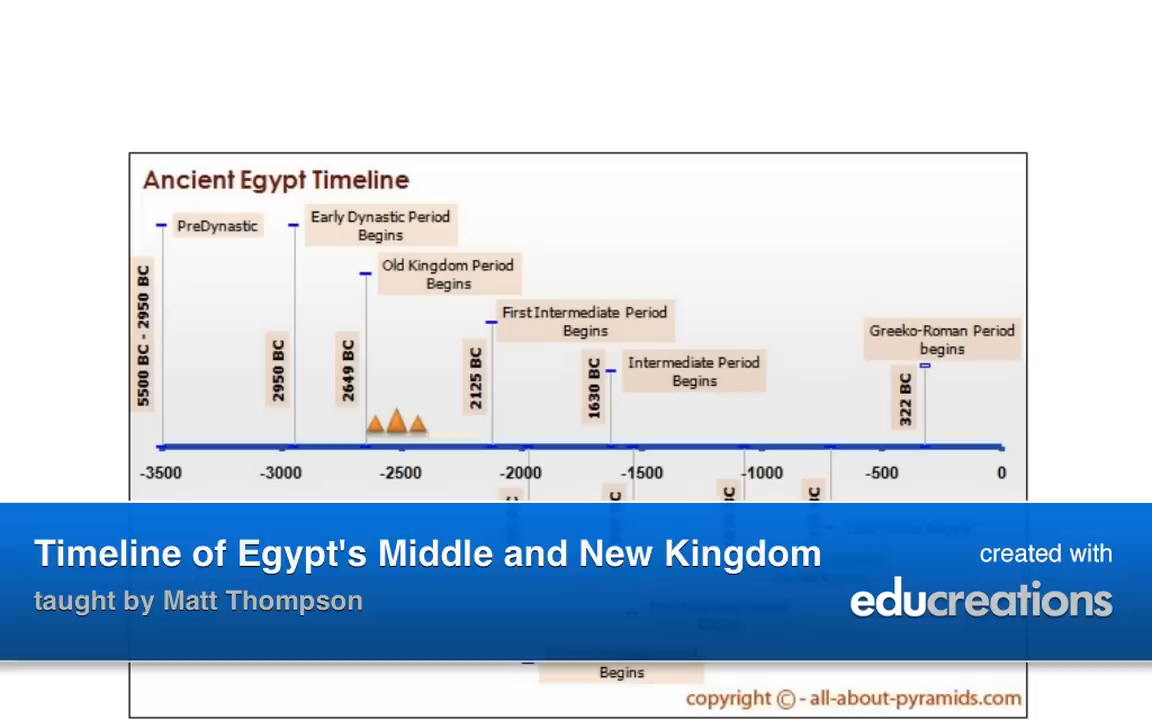 Ancient Egypt Timeline
PreDynastic
Early Dynastic Period
Begins
Old Kingdom Period
Begins
First Intermediate Period
Begins
Intermediate Period
Begins
Greeko-Roman Period
begins
5500 BC - 2950 BC
2950 BC
2649 BC
2125 BC
1630 BC
322 BC
-3500 -3000 -2500 -2000 -1500 -1000 -500 0
Timeline of Egypt's Middle and New Kingdom
taught by Matt Thompson
created with
educreations
Begins
copyright © - all-about-pyramids.com